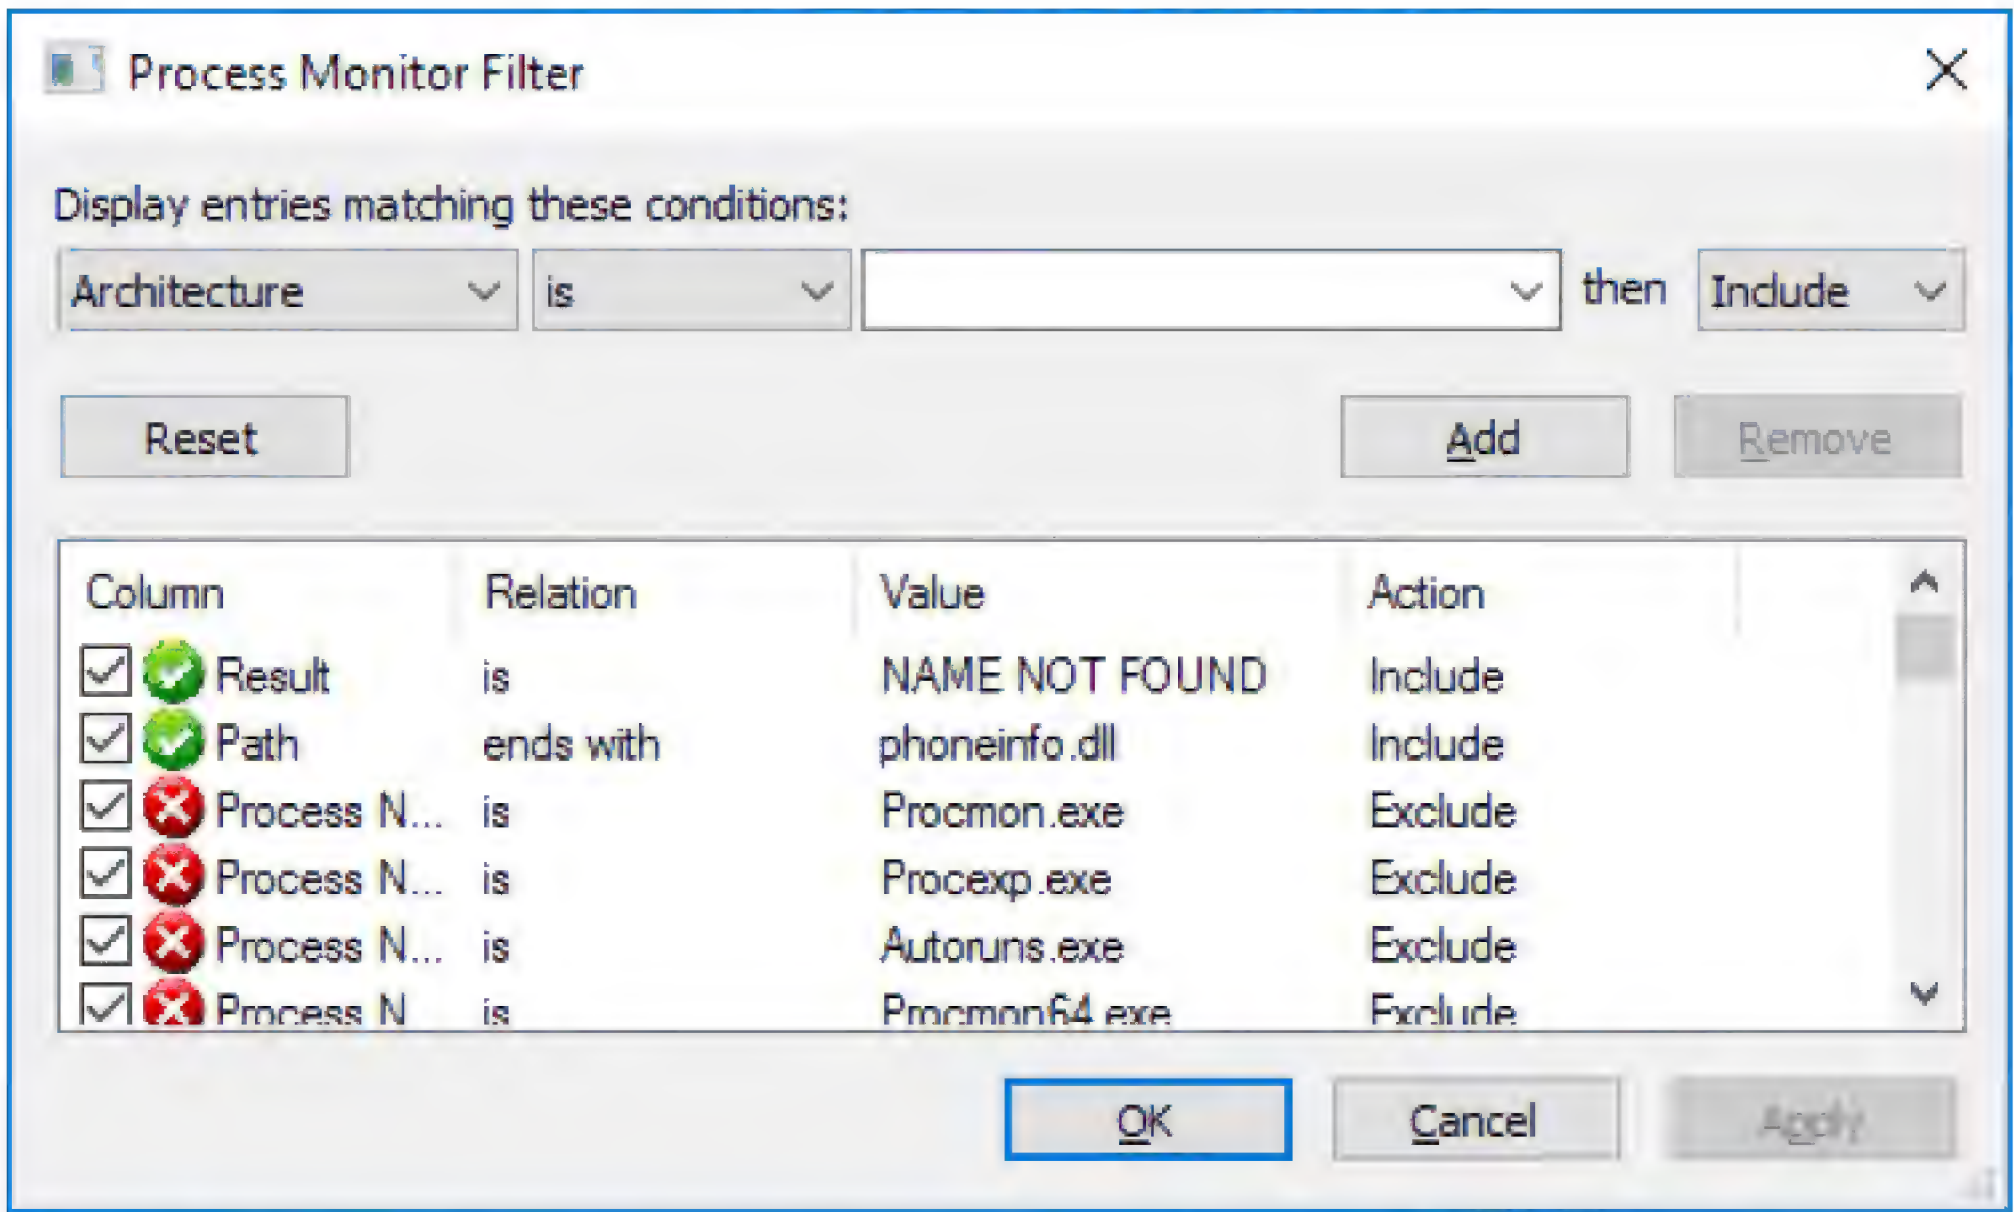 Process Monitor Filter
Display entries matching these conditions:
Architecture is then Include
Reset Add Remove
Column Relation Value Action
Result is NAME NOT FOUND Include
Path ends with phoneinfo.dll Include
Process N... is Procmon.exe Exclude
Process N... is Procexp.exe Exclude
Process N... is Autoruns.exe Exclude
Process N is Procmon64.exe Exclude
OK Cancel Apply